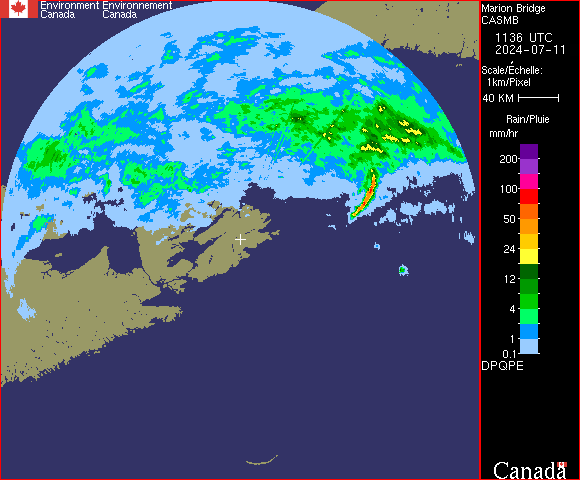 Environment Environnement
Canada Canada
Marion Bridge
CASMB
1136 UTC
2024-07-11
Scale/Échelle:
1km/Pixel
40 KM
Rain/Pluie
mm/hr
200
100
50
24
12
4
1
0.1
DPQPE
Canada